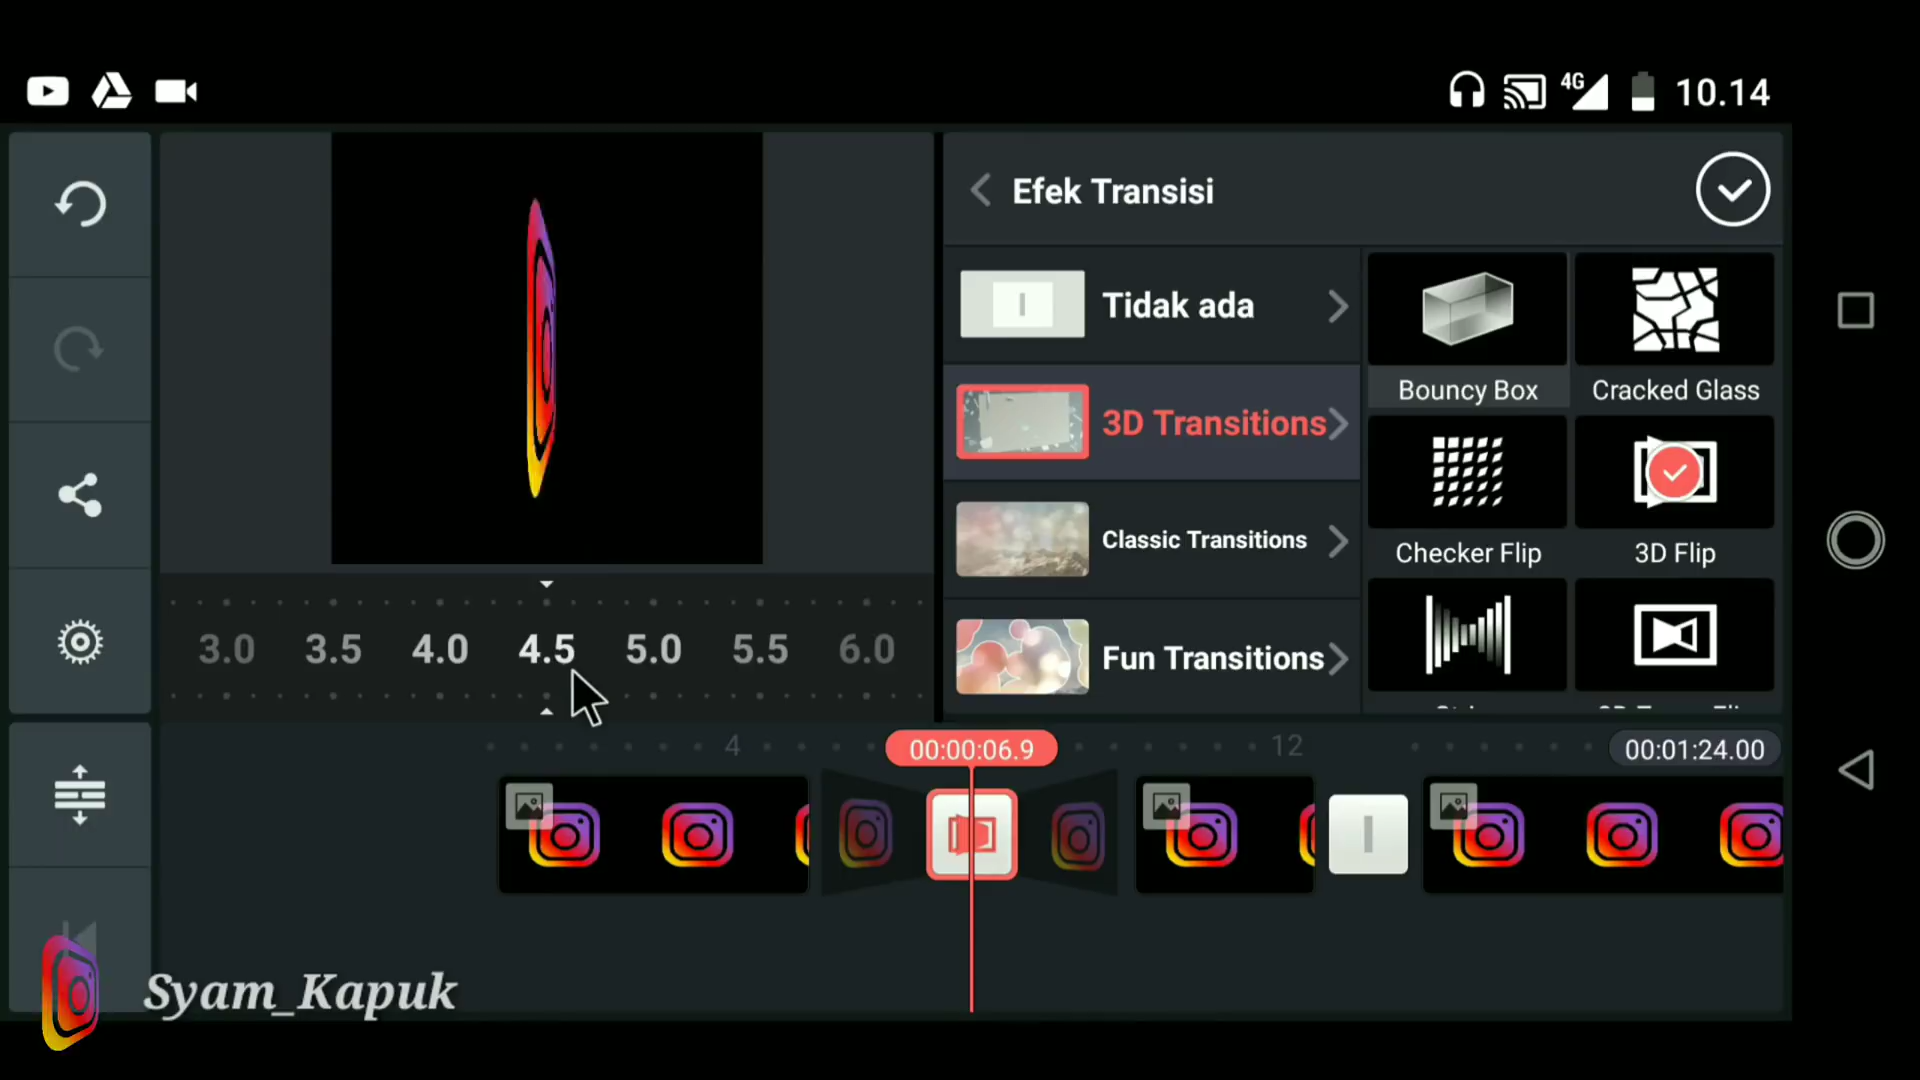 4G 10.14
Efek Transisi
Tidak ada
3D Transitions
Classic Transitions
Fun Transitions
Bouncy Box
Cracked Glass
Checker Flip
3D Flip
3.0 3.5 4.0 4.5 5.0 5.5 6.0
4 00:00:06.9 12 00:01:24.00
Syam_Kapuk